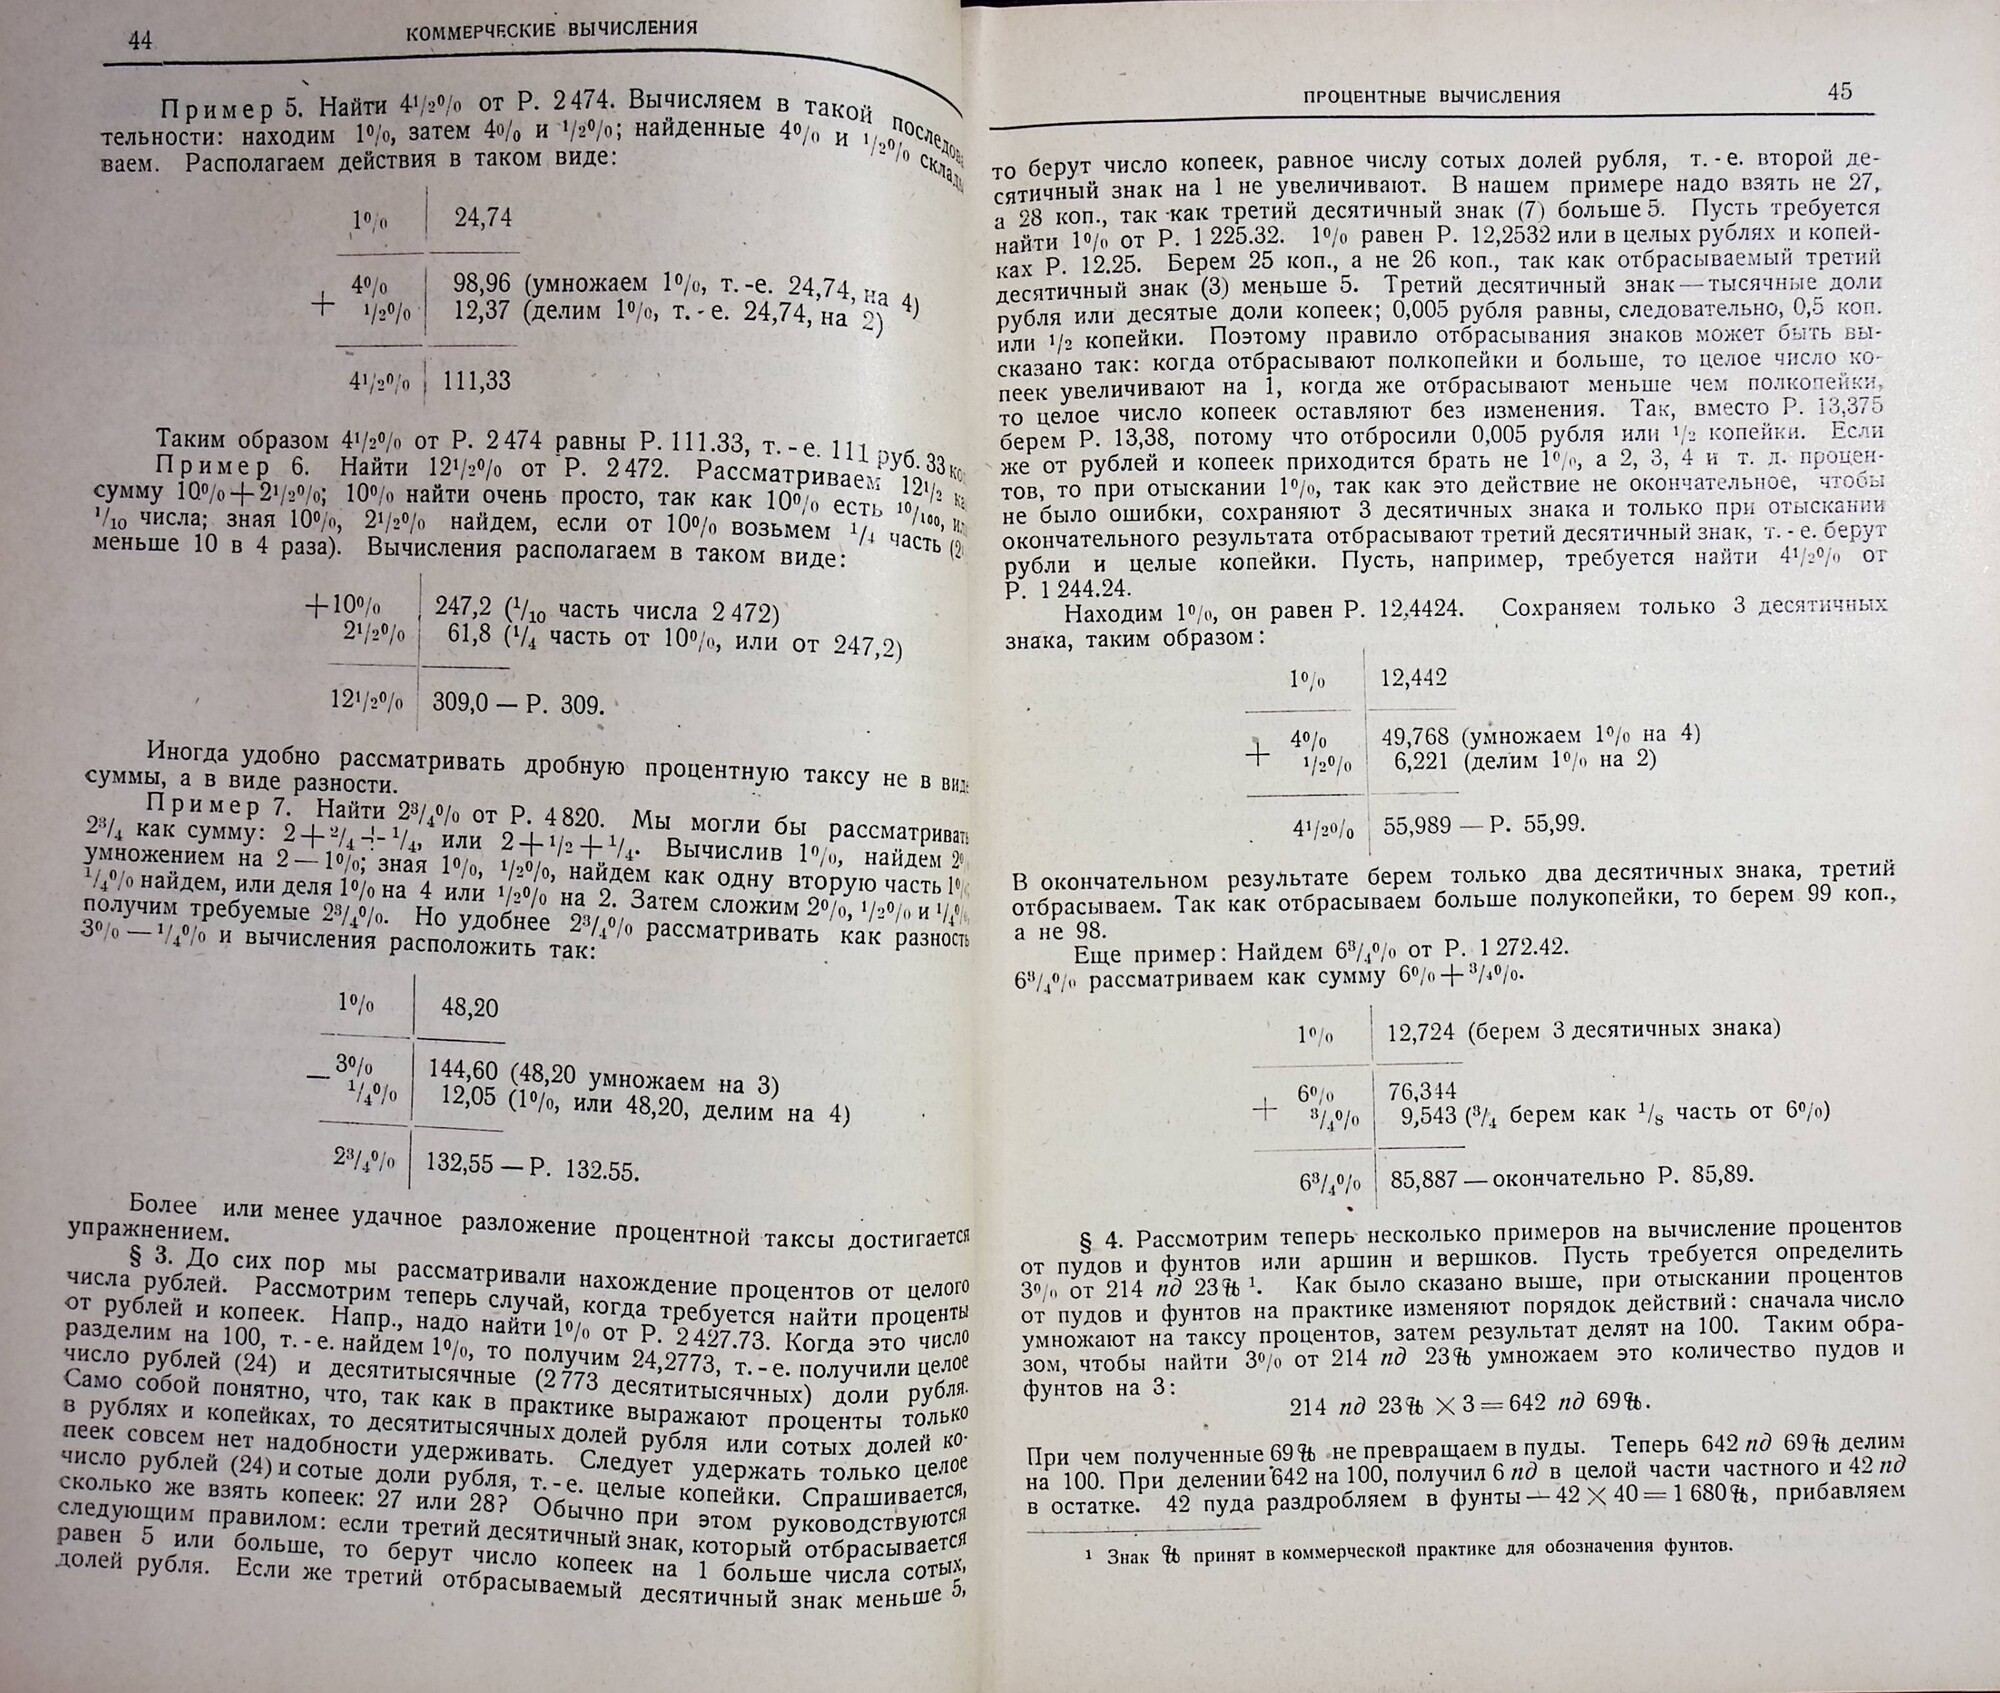 44
КОММЕРЧЕСКИЕ ВЫЧИСЛЕНИЯ
Пример 5. Найти 4¹/₂% от Р. 2 474. Вычисляем в такой последова
тельности: находим 1%, затем 4% и ¹/₂%; найденные 4% и ¹/₂% склады
ваем. Располагаем действия в таком виде:
1% | 24,74
4% | 98,96 (умножаем 1%, т.-е. 24,74, на 4)
+ ¹/₂% | 12,37 (делим 1%, т.-е. 24,74, на 2)
4¹/₂% | 111,33
Таким образом 4¹/₂% от Р. 2 474 равны Р. 111.33, т.-е. 111 руб. 33 ко
Пример 6. Найти 12¹/₂% от Р. 2 472. Рассматриваем 12¹/₂ ка
сумму 10% + 2¹/₂%; 10% найти очень просто, так как 10% есть ¹⁰/₁₀₀, ил
¹/₁₀ числа; зная 10%, 2¹/₂% найдем, если от 10% возьмем ¹/₄ часть (2
меньше 10 в 4 раза). Вычисления располагаем в таком виде:
+ 10% | 247,2 (¹/₁₀ часть числа 2 472)
2¹/₂% | 61,8 (¹/₄ часть от 10%, или от 247,2)
12¹/₂% | 309,0 — Р. 309.
Иногда удобно рассматривать дробную процентную таксу не в виде
суммы, а в виде разности.
Пример 7. Найти 2³/₄% от Р. 4 820. Мы могли бы рассматривать
2³/₄ как сумму: 2 + ²/₄ + ¹/₄, или 2 + ¹/₂ + ¹/₄. Вычислив 1%, найдем 2%
умножением на 2 — 1%; зная 1%, ¹/₂%, найдем как одну вторую часть 1%;
¹/₄% найдем, или деля 1% на 4 или ¹/₂% на 2. Затем сложим 2%, ¹/₂% и ¹/₄%,
получим требуемые 2³/₄%. Но удобнее 2³/₄% рассматривать как разность
3% — ¹/₄% и вычисления расположить так:
1% | 48,20
— 3% | 144,60 (48,20 умножаем на 3)
¹/₄% | 12,05 (1%, или 48,20, делим на 4)
2³/₄% | 132,55 — Р. 132.55.
Более или менее удачное разложение процентной таксы достигается
упражнением.
§ 3. До сих пор мы рассматривали нахождение процентов от целого
числа рублей. Рассмотрим теперь случай, когда требуется найти проценты
от рублей и копеек. Напр., надо найти 1% от Р. 2 427.73. Когда это число
разделим на 100, т.-е. найдем 1%, то получим 24,2773, т.-е. получили целое
число рублей (24) и десятитысячные (2 773 десятитысячных) доли рубля.
Само собой понятно, что, так как в практике выражают проценты только
в рублях и копейках, то десятитысячных долей рубля или сотых долей ко-
пеек совсем нет надобности удерживать. Следует удержать только целое
число рублей (24) и сотые доли рубля, т.-е. целые копейки. Спрашивается,
сколько же взять копеек: 27 или 28? Обычно при этом руководствуются
следующим правилом: если третий десятичный знак, который отбрасывается
равен 5 или больше, то берут число копеек на 1 больше числа сотых,
долей рубля. Если же третий отбрасываемый десятичный знак меньше 5,
ПРОЦЕНТНЫЕ ВЫЧИСЛЕНИЯ
45
то берут число копеек, равное числу сотых долей рубля, т.-е. второй де-
сятичный знак на 1 не увеличивают. В нашем примере надо взять не 27,
а 28 коп., так как третий десятичный знак (7) больше 5. Пусть требуется
найти 1% от Р. 1 225.32. 1% равен Р. 12,2532 или в целых рублях и копей-
ках Р. 12.25. Берем 25 коп., а не 26 коп., так как отбрасываемый третий
десятичный знак (3) меньше 5. Третий десятичный знак — тысячные доли
рубля или десятые доли копеек; 0,005 рубля равны, следовательно, 0,5 коп.
или ¹/₂ копейки. Поэтому правило отбрасывания знаков может быть вы-
сказано так: когда отбрасывают полкопейки и больше, то целое число ко-
пеек увеличивают на 1, когда же отбрасывают меньше чем полкопейки,
то целое число копеек оставляют без изменения. Так, вместо Р. 13,375
берем Р. 13,38, потому что отбросили 0,005 рубля или ¹/₂ копейки. Если
же от рублей и копеек приходится брать не 1%, а 2, 3, 4 и т. д. процен-
тов, то при отыскании 1%, так как это действие не окончательное, чтобы
не было ошибки, сохраняют 3 десятичных знака и только при отыскании
окончательного результата отбрасывают третий десятичный знак, т.-е. берут
рубли и целые копейки. Пусть, например, требуется найти 4¹/₂% от
Р. 1 244.24.
Находим 1%, он равен Р. 12,4424. Сохраняем только 3 десятичных
знака, таким образом:
1% | 12,442
4% | 49,768 (умножаем 1% на 4)
+ ¹/₂% | 6,221 (делим 1% на 2)
4¹/₂% | 55,989 — Р. 55,99.
В окончательном результате берем только два десятичных знака, третий
отбрасываем. Так как отбрасываем больше полукопейки, то берем 99 коп.,
а не 98.
Еще пример: Найдем 6³/₄% от Р. 1 272.42.
6³/₄% рассматриваем как сумму 6% + ³/₄%.
1% | 12,724 (берем 3 десятичных знака)
6% | 76,344
+ ³/₄% | 9,543 (³/₄ берем как ¹/₈ часть от 6%)
6³/₄% | 85,887 — окончательно Р. 85,89.
§ 4. Рассмотрим теперь несколько примеров на вычисление процентов
от пудов и фунтов или аршин и вершков. Пусть требуется определить
3% от 214 пд 23 ℔ ¹. Как было сказано выше, при отыскании процентов
от пудов и фунтов на практике изменяют порядок действий: сначала число
умножают на таксу процентов, затем результат делят на 100. Таким обра-
зом, чтобы найти 3% от 214 пд 23 ℔ умножаем это количество пудов и
фунтов на 3:
214 пд 23 ℔ × 3 = 642 пд 69 ℔.
При чем полученные 69 ℔ не превращаем в пуды. Теперь 642 пд 69 ℔ делим
на 100. При делении 642 на 100, получил 6 пд в целой части частного и 42 пд
в остатке. 42 пуда раздробляем в фунты — 42 × 40 = 1 680 ℔, прибавляем
¹ Знак ℔ принят в коммерческой практике для обозначения фунтов.